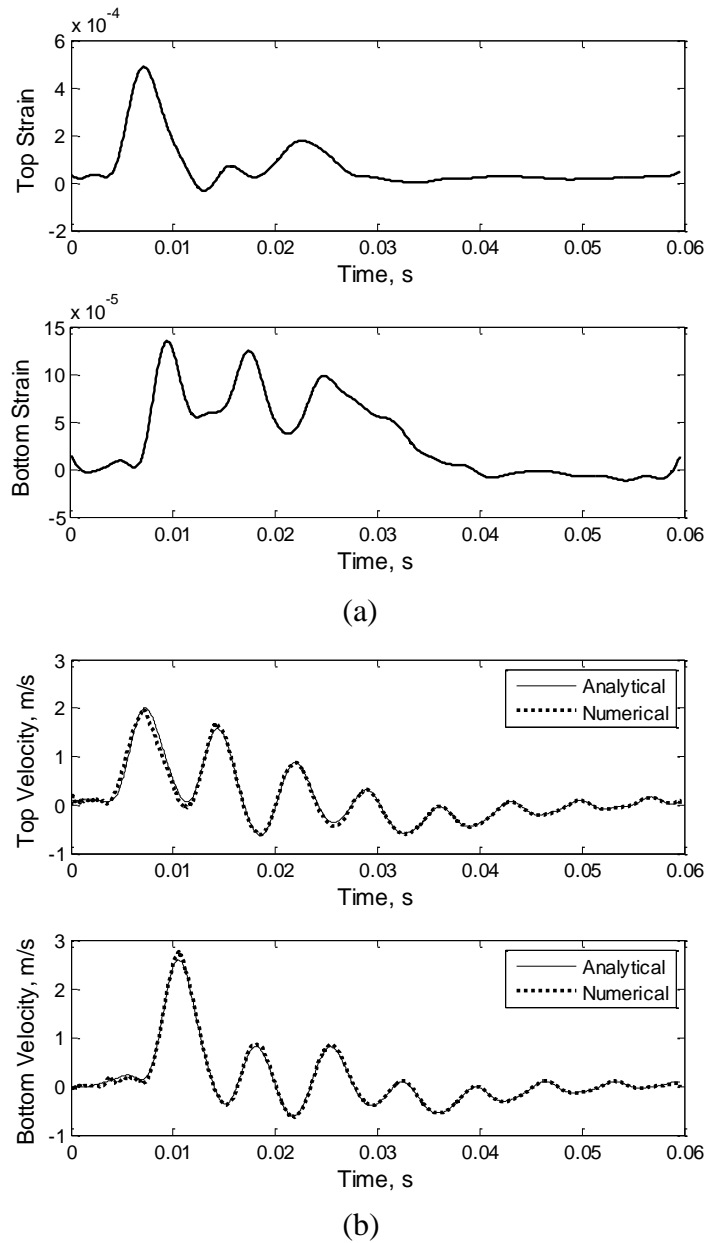 x 10^-4
6
4
2
0
-2
Top Strain
0 0.01 0.02 0.03 0.04 0.05 0.06
Time, s
x 10^-5
15
10
5
0
-5
Bottom Strain
0 0.01 0.02 0.03 0.04 0.05 0.06
Time, s
(a)
3
2
1
0
-1
Top Velocity, m/s
Analytical
Numerical
0 0.01 0.02 0.03 0.04 0.05 0.06
Time, s
3
2
1
0
-1
Bottom Velocity, m/s
Analytical
Numerical
0 0.01 0.02 0.03 0.04 0.05 0.06
Time, s
(b)